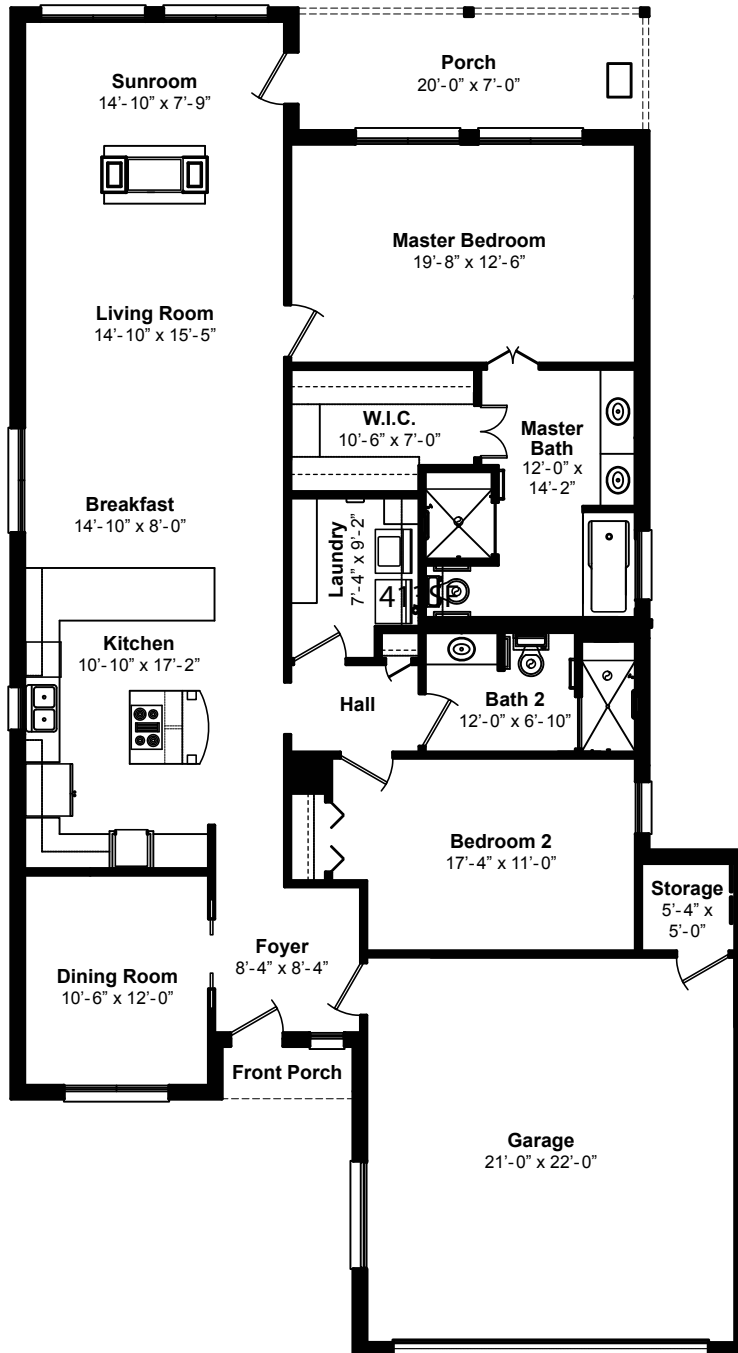 Porch
20'-0" x 7'-0"
Sunroom
14'-10" x 7'-9"
Master Bedroom
19'-8" x 12'-6"
Living Room
14'-10" x 15'-5"
W.I.C.
10'-6" x 7'-0"
Master
Bath
12'-0" x
14'-2"
Breakfast
14'-10" x 8'-0"
Laundry
7'-4" x 9'-2"
Kitchen
10'-10" x 17'-2"
Hall
Bath 2
12'-0" x 6'-10"
Bedroom 2
17'-4" x 11'-0"
Storage
5'-4" x
5'-0"
Foyer
8'-4" x 8'-4"
Dining Room
10'-6" x 12'-0"
Front Porch
Garage
21'-0" x 22'-0"